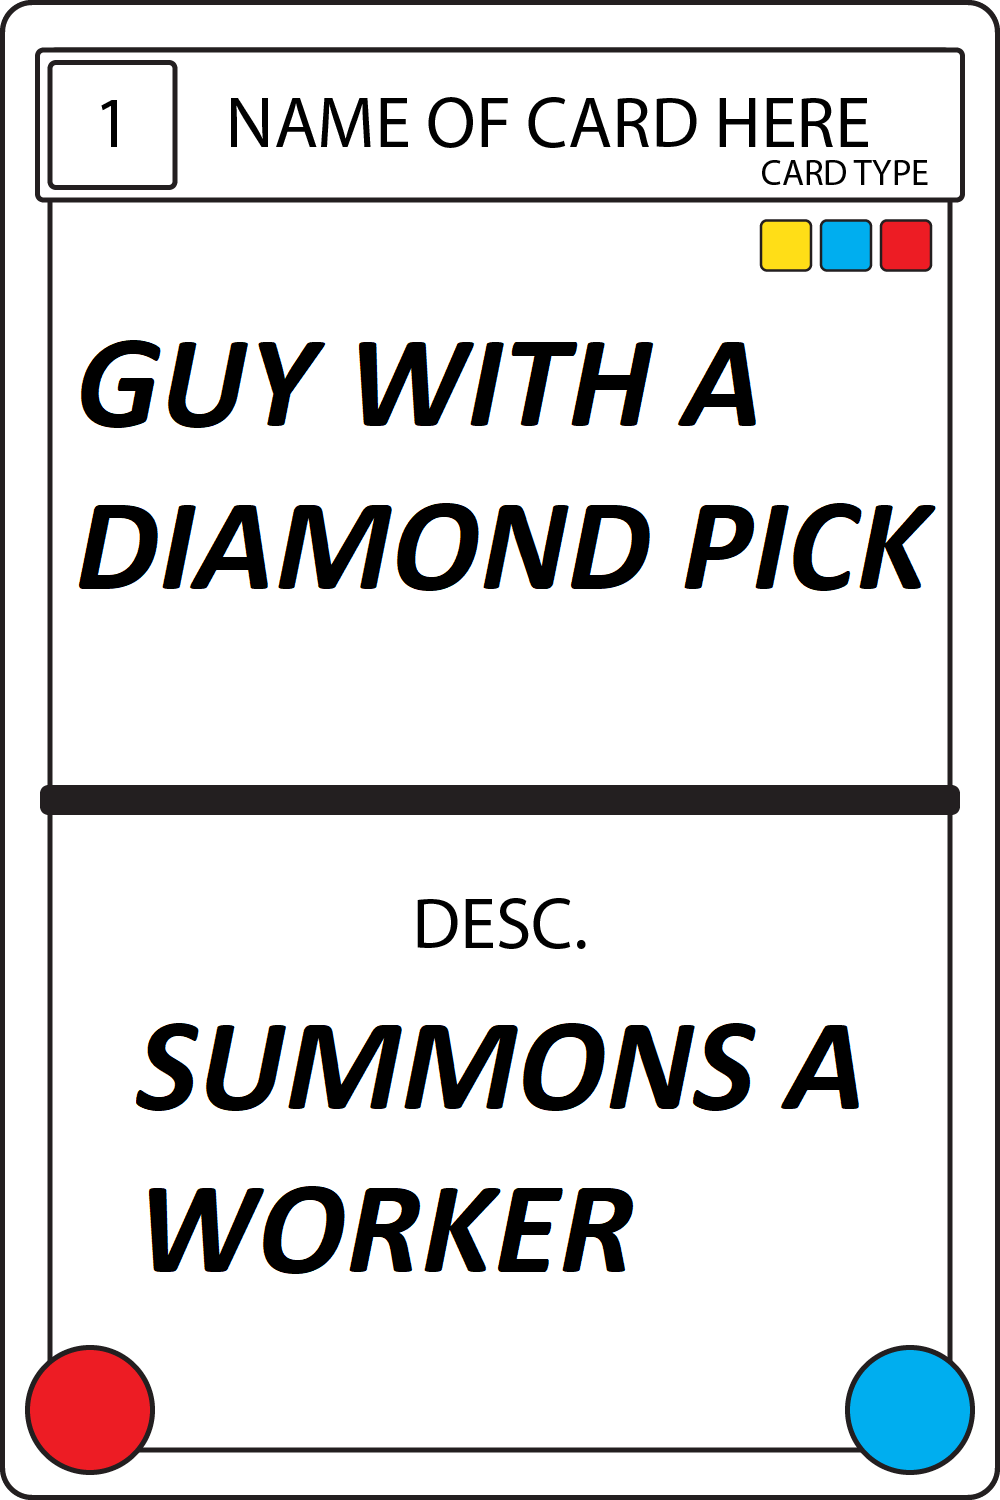 1
NAME OF CARD HERE
CARD TYPE
GUY WITH A
DIAMOND PICK
DESC.
SUMMONS A
WORKER